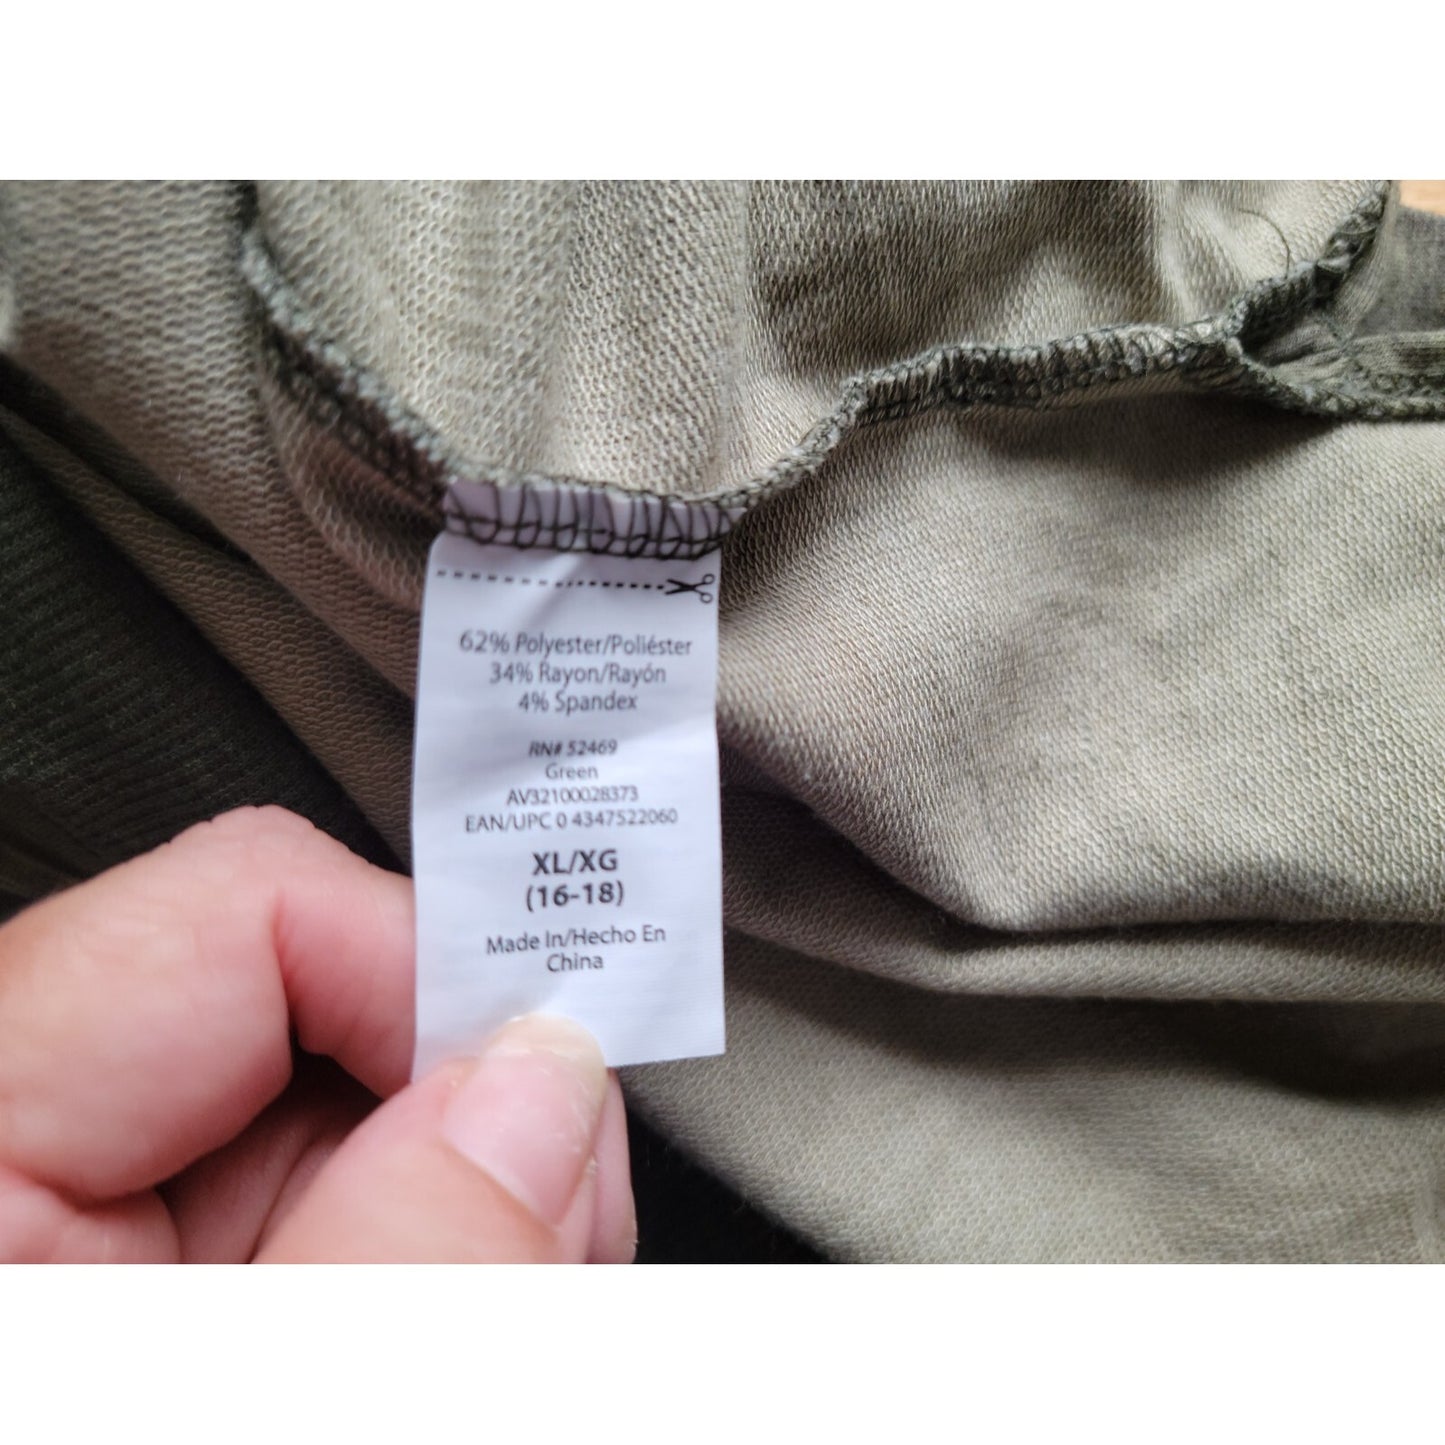 62% Polyester/Poliéster
34% Rayon/Rayón
4% Spandex
RN# 52469
Green
AV32100028373
EAN/UPC 0 4347522060
XL/XG
(16-18)
Made In/Hecho En
China